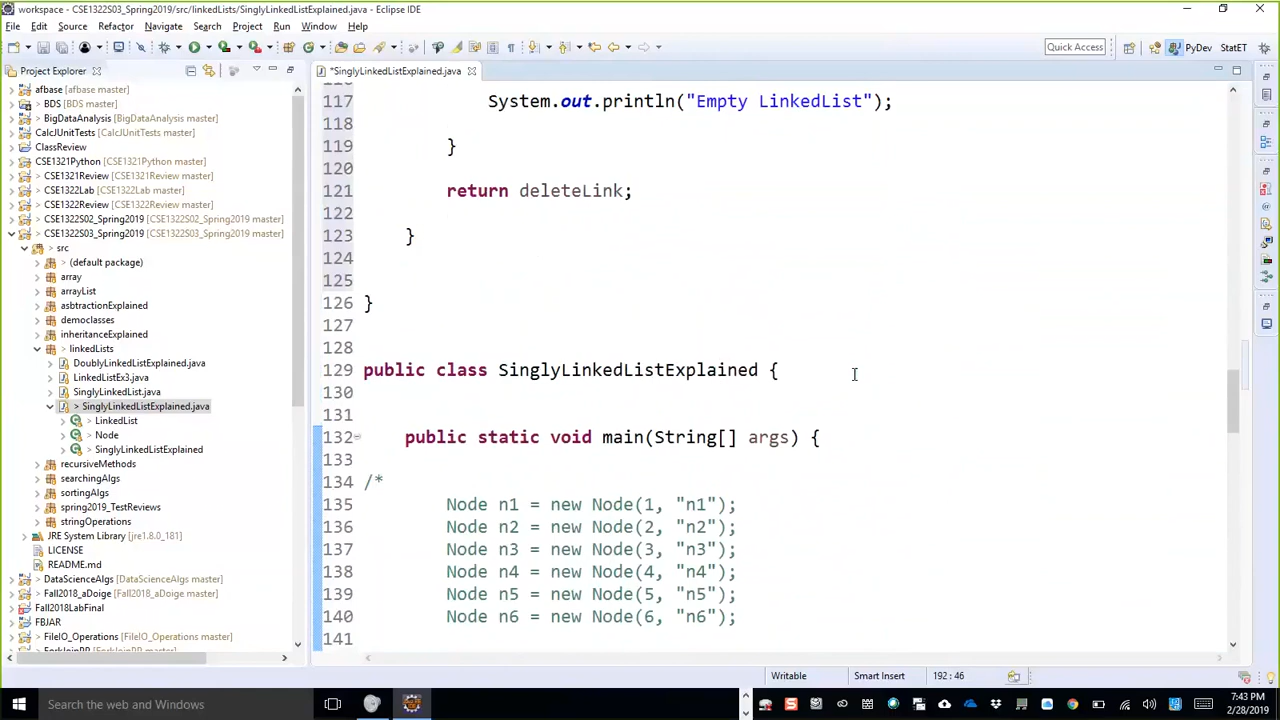 workspace - CSE1322S03_Spring2019/src/linkedLists/SinglyLinkedListExplained.java - Eclipse IDE
File Edit Source Refactor Navigate Search Project Run Window Help
Quick Access
PyDev StatET
Project Explorer
*SinglyLinkedListExplained.java
afbase [afbase master]
BDS [BDS master]
BigDataAnalysis [BigDataAnalysis master]
CalcJUnitTests [CalcJUnitTests master]
ClassReview [ClassReview master]
CSE1321Python [CSE1321Python master]
CSE1321Review [CSE1321Review master]
CSE1322Lab [CSE1322Lab master]
CSE1322Review [CSE1322Review master]
CSE1322S02_Spring2019 [CSE1322S02_Spring2019 master]
CSE1322S03_Spring2019 [CSE1322S03_Spring2019 master]
src
(default package)
array
arrayList
asbtractionExplained
democlasses
inheritanceExplained
linkedLists
DoublyLinkedListExplained.java
LinkedListEx3.java
SinglyLinkedList.java
SinglyLinkedListExplained.java
LinkedList
Node
SinglyLinkedListExplained
recursiveMethods
searchingAlgs
sortingAlgs
spring2019_TestReviews
stringOperations
JRE System Library [jre1.8.0_181]
LICENSE
README.md
DataScienceAlgs [DataScienceAlgs master]
Fall2018_aDoige [Fall2018_aDoige master]
Fall2018LabFinal
FBJAR
FileIO_Operations [FileIO_Operations master]
116
117 System.out.println("Empty LinkedList");
118
119 }
120
121 return deleteLink;
122
123 }
124
125
126 }
127
128
129 public class SinglyLinkedListExplained {
130
131
132 public static void main(String[] args) {
133
134 /*
135 Node n1 = new Node(1, "n1");
136 Node n2 = new Node(2, "n2");
137 Node n3 = new Node(3, "n3");
138 Node n4 = new Node(4, "n4");
139 Node n5 = new Node(5, "n5");
140 Node n6 = new Node(6, "n6");
141
Writable Smart Insert 192 : 46
Search the web and Windows
7:43 PM
2/28/2019